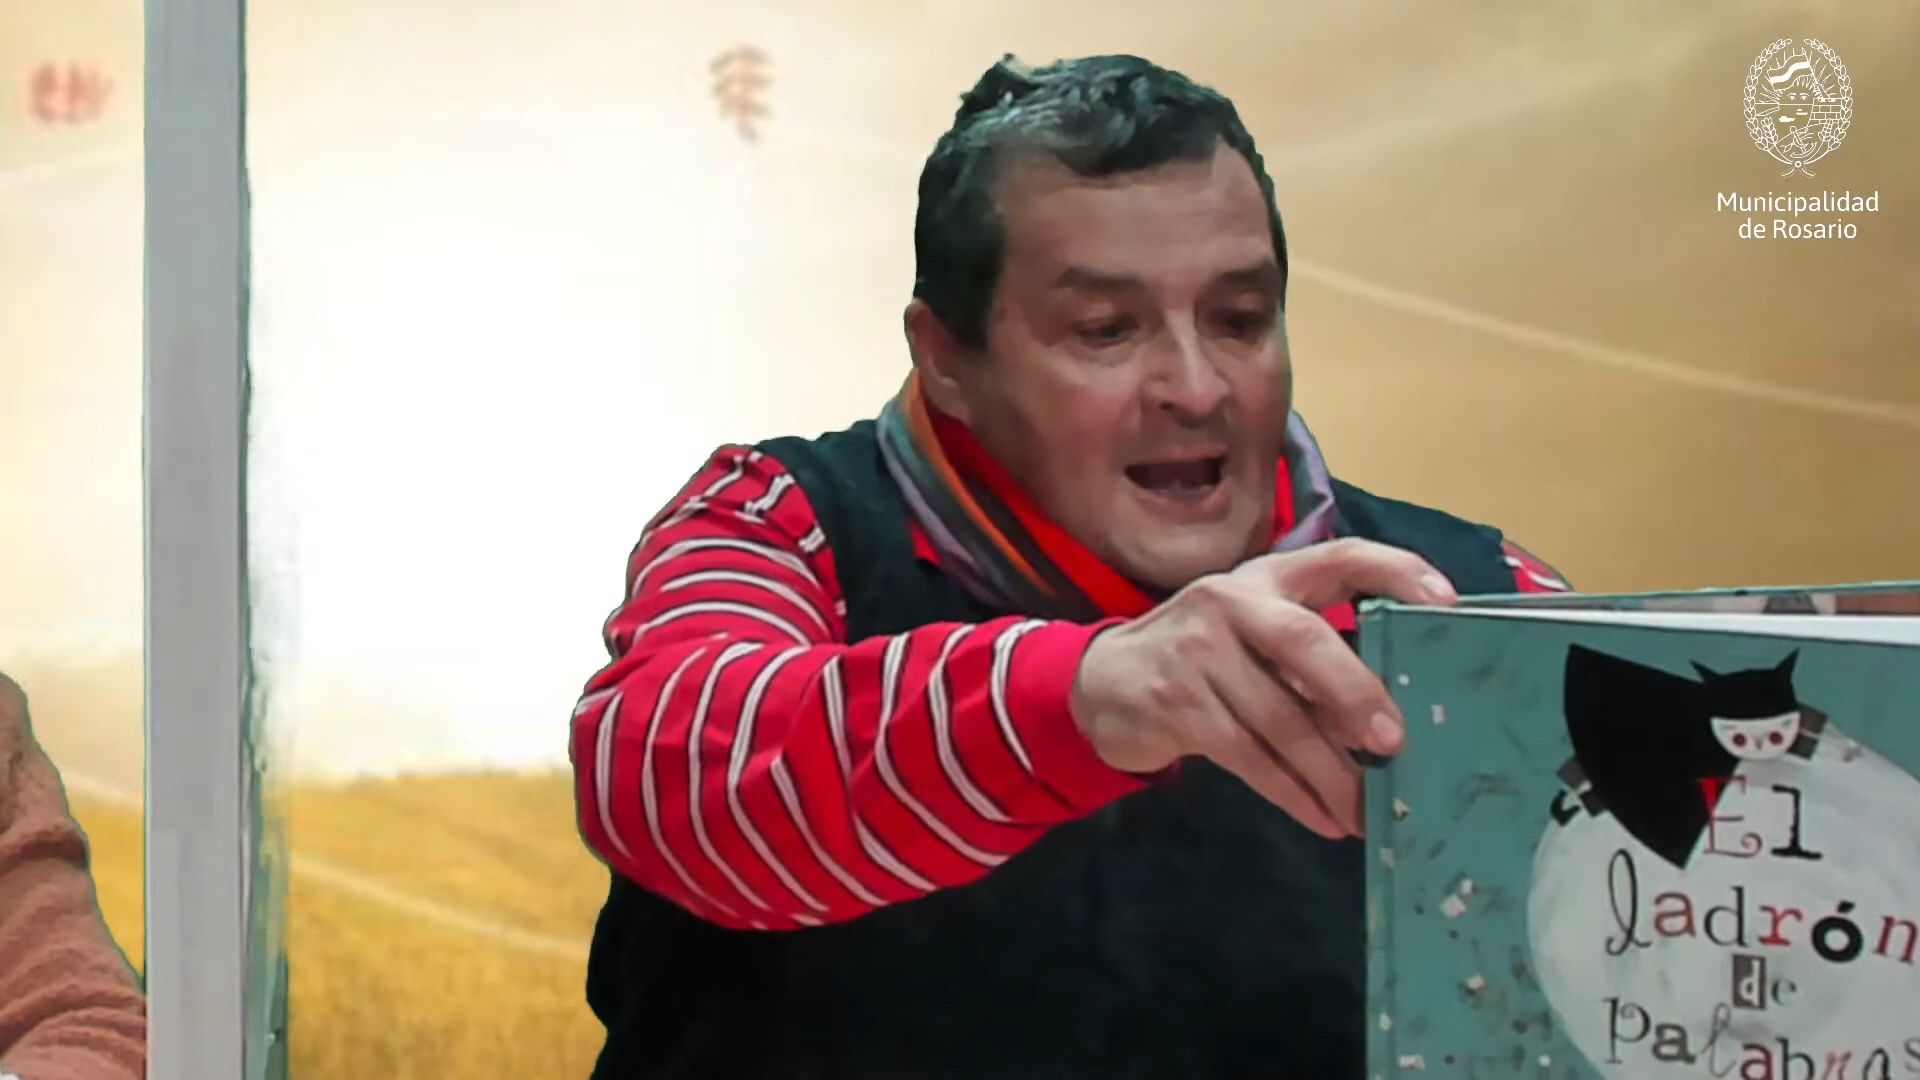 Municipalidad
de Rosario
El
ladrón
de
palabras